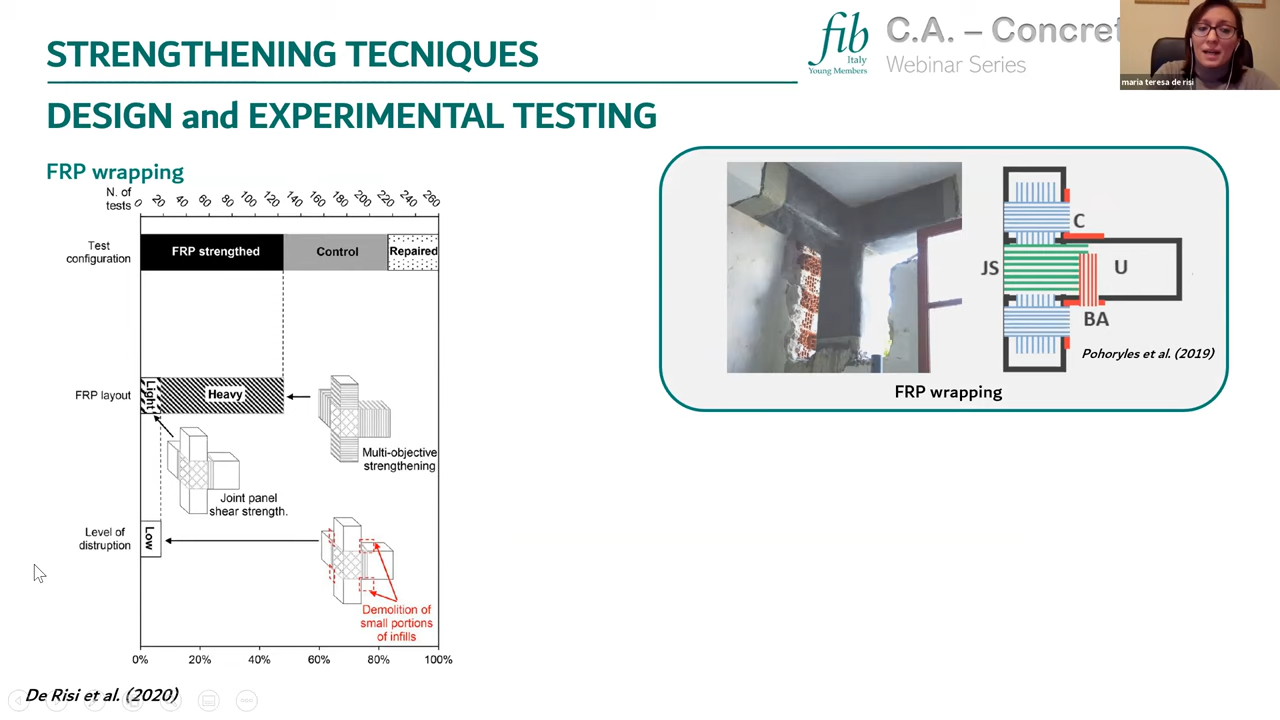 STRENGTHENING TECNIQUES
fib
Italy
Young Members
C.A. – Concret
Webinar Series
maria teresa de risi
DESIGN and EXPERIMENTAL TESTING
FRP wrapping
N. of
tests
0 20 40 60 80 100 120 140 160 180 200 220 240 260
Test
configuration
FRP strengthed
Control
Repaired
FRP layout
Light
Heavy
Multi-objective
strengthening
Joint panel
shear strength.
Level of
distruption
Low
Demolition of
small portions
of infills
0% 20% 40% 60% 80% 100%
De Risi et al. (2020)
C
JS
U
BA
Pohoryles et al. (2019)
FRP wrapping